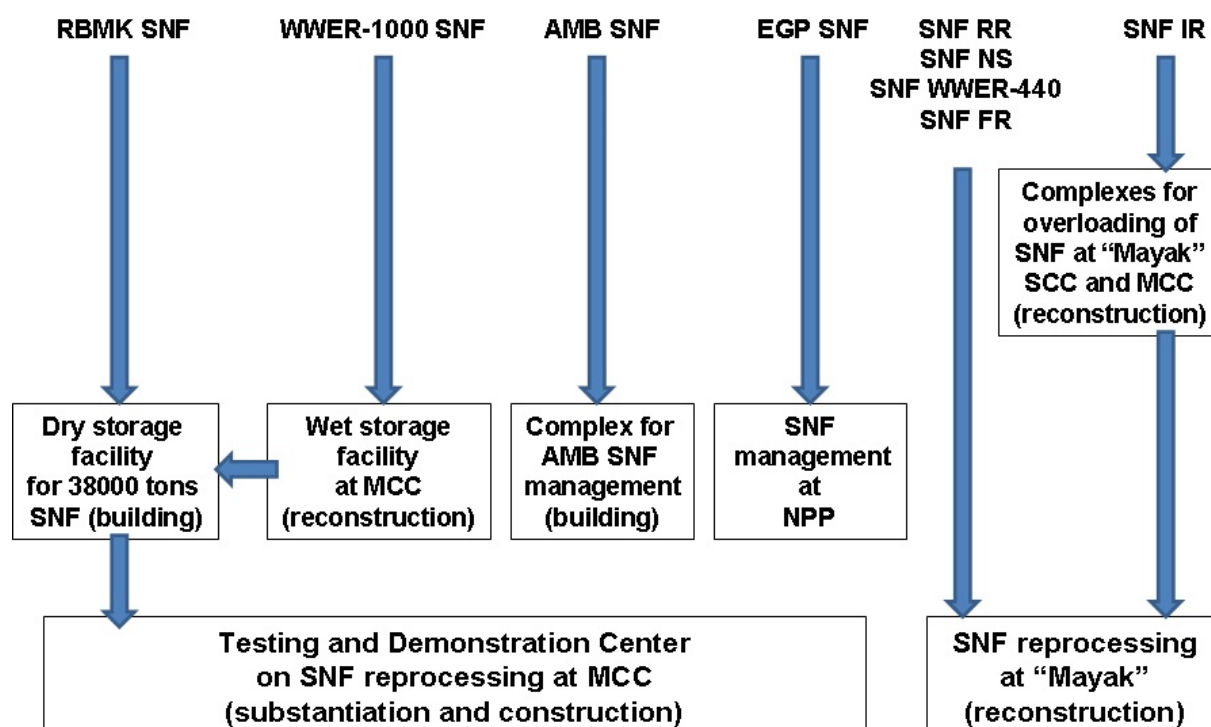 RBMK SNF
WWER-1000 SNF
AMB SNF
EGP SNF
SNF RR
SNF NS
SNF WWER-440
SNF FR
SNF IR
Complexes for
overloading of
SNF at “Mayak”
SCC and MCC
(reconstruction)
Dry storage
facility
for 38000 tons
SNF (building)
Wet storage
facility
at MCC
(reconstruction)
Complex for
AMB SNF
management
(building)
SNF
management
at
NPP
Testing and Demonstration Center
on SNF reprocessing at MCC
(substantiation and construction)
SNF reprocessing
at “Mayak”
(reconstruction)